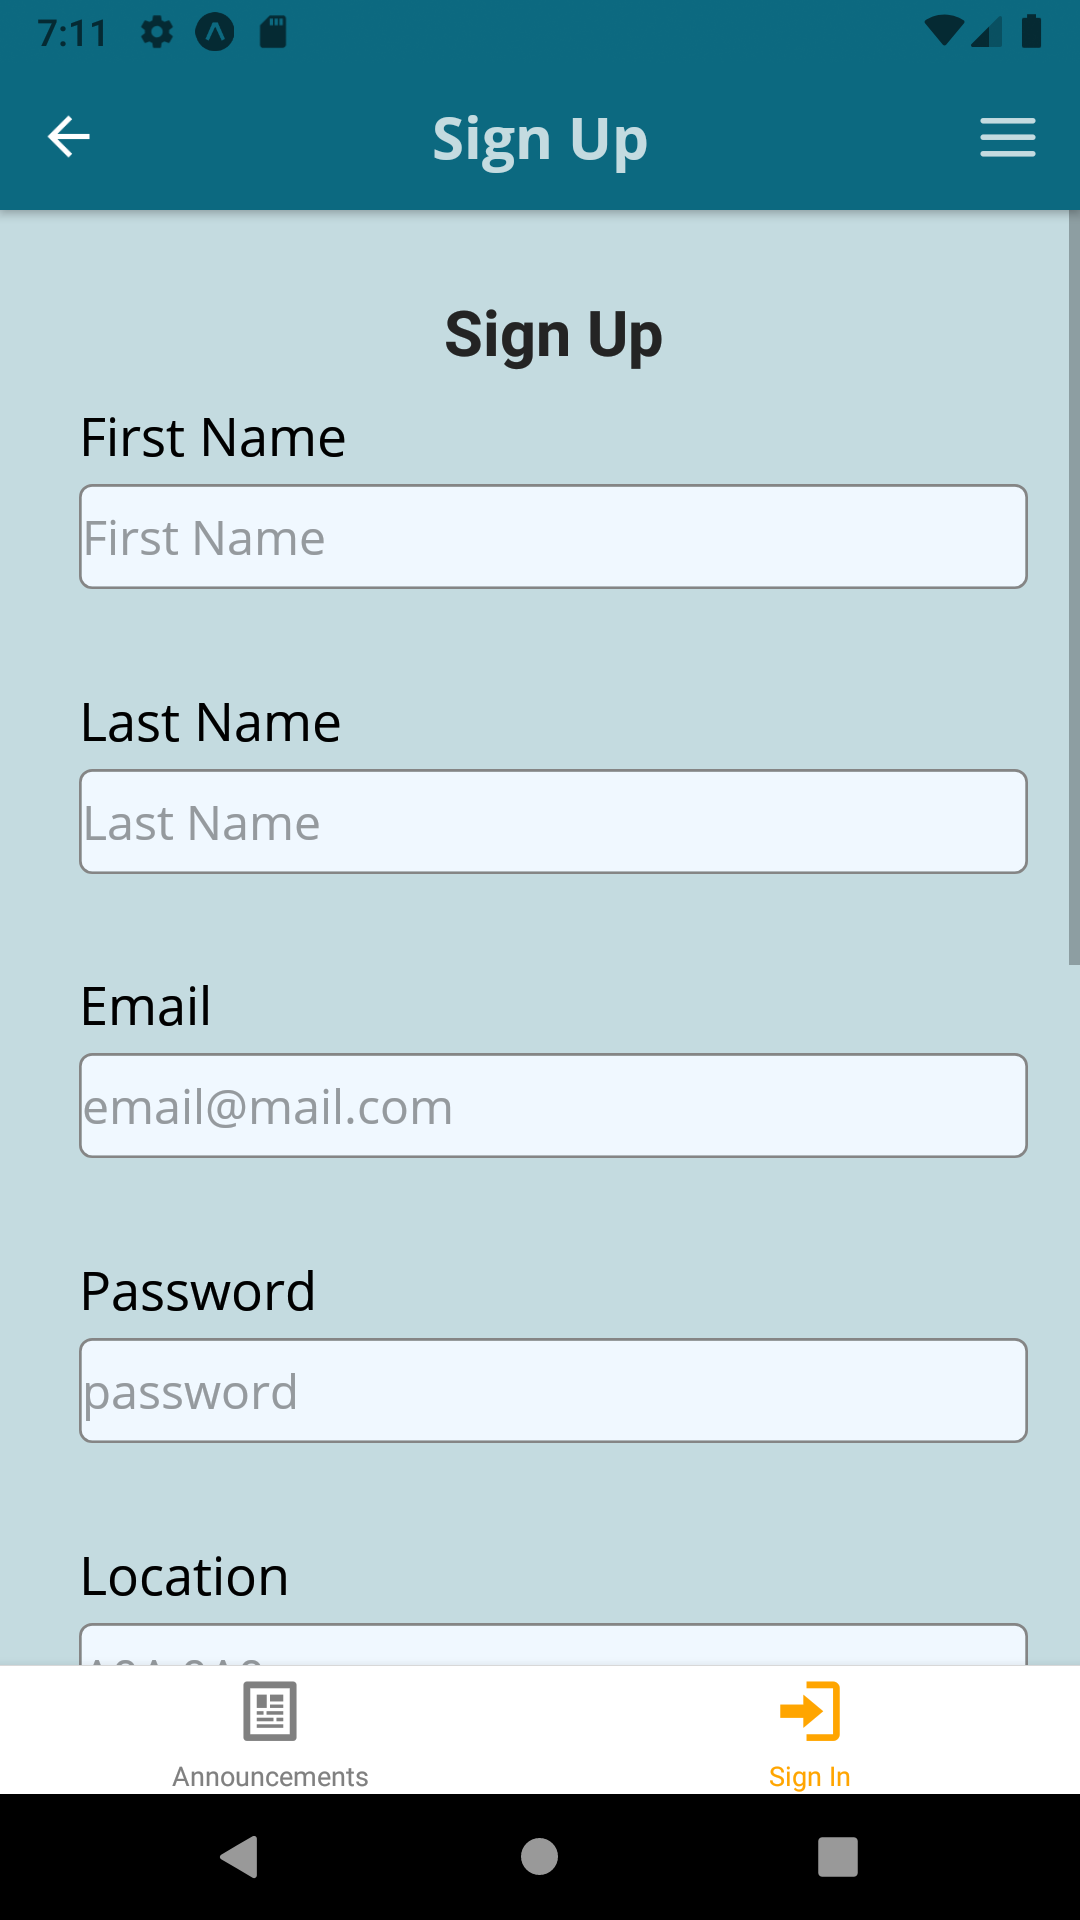 7:11
Sign Up
Sign Up
First Name
First Name
Last Name
Last Name
Email
email@mail.com
Password
password
Location
Announcements
Sign In